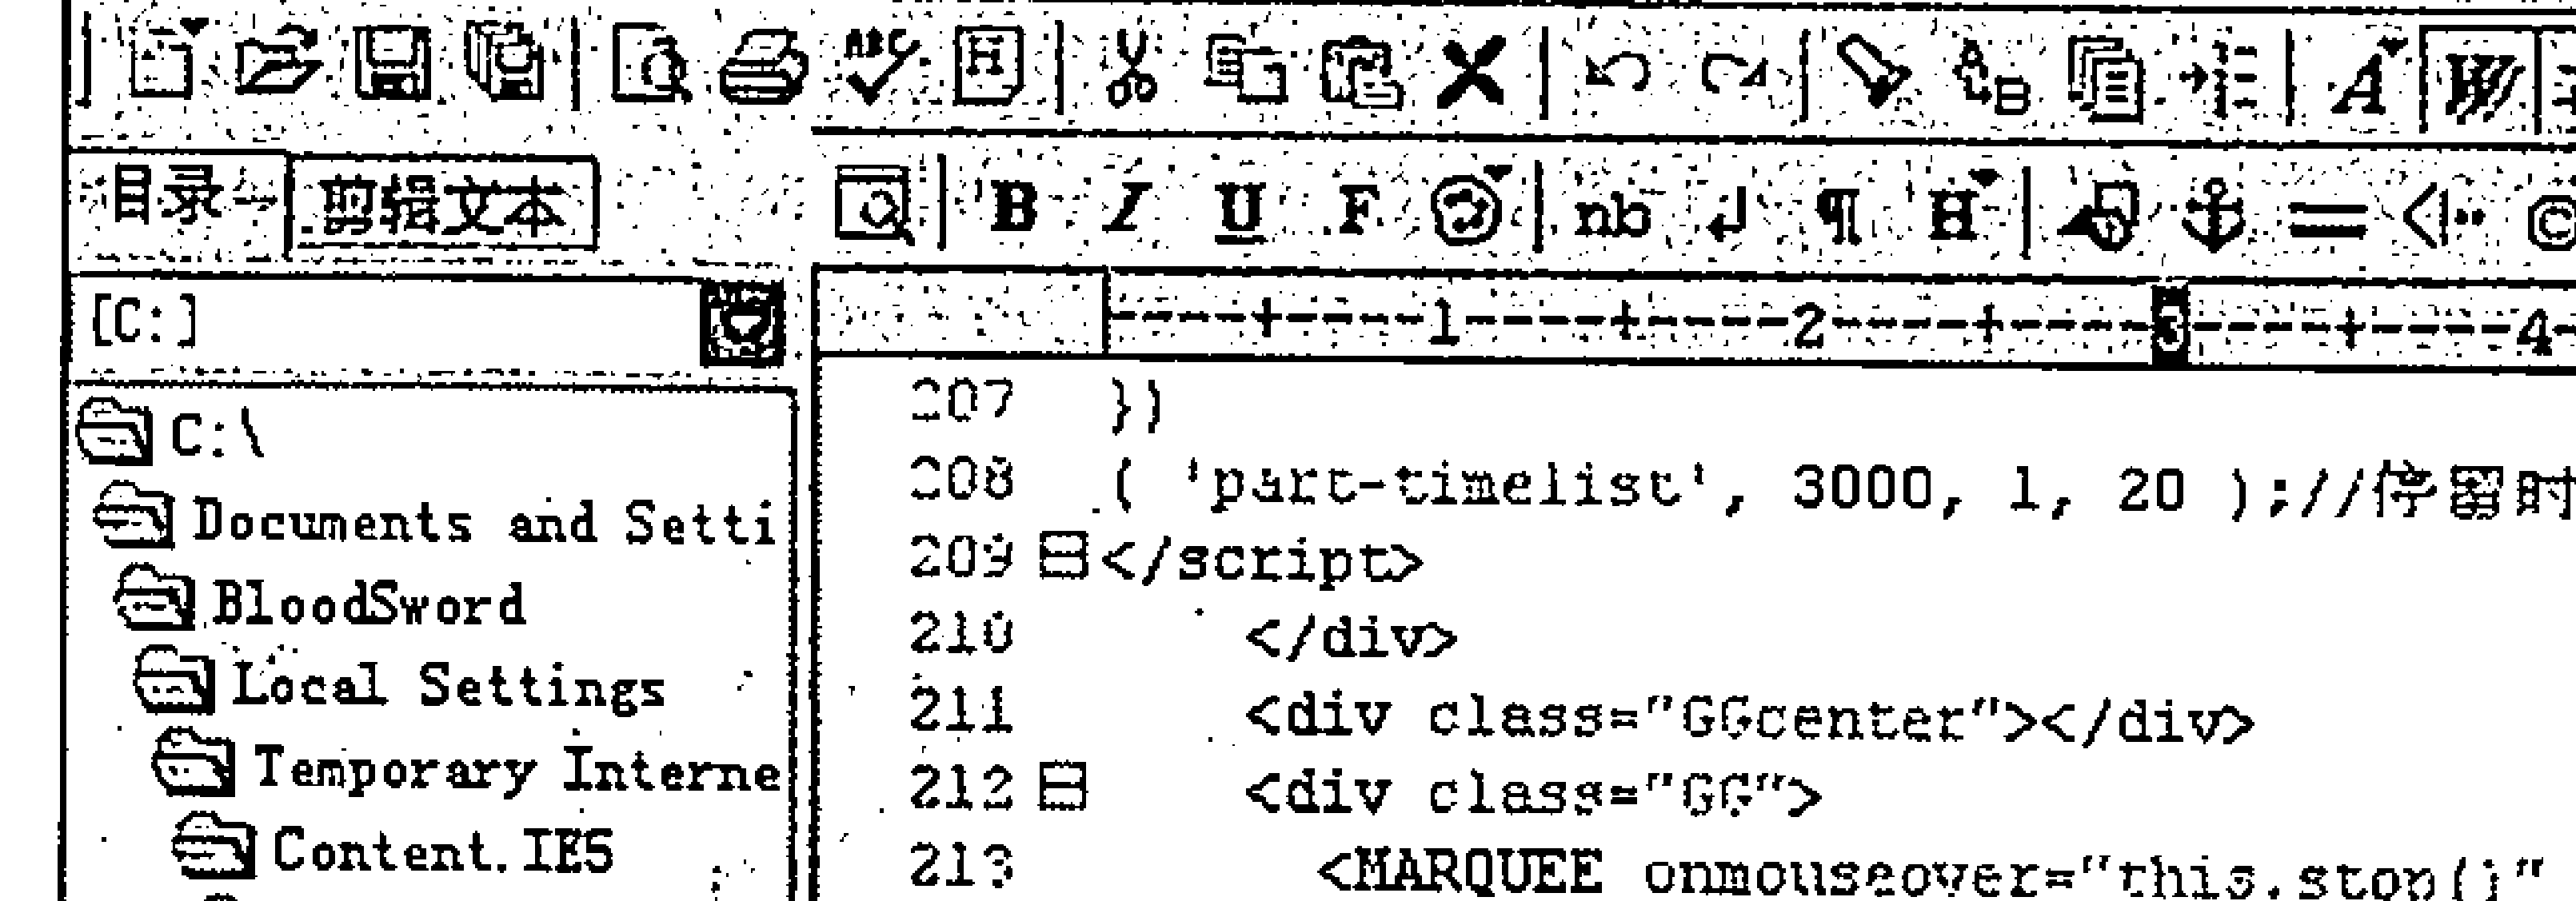 ABC H A B A W
目录 剪辑文本
B I U F nb ¶ H ©
[C:]
----+----1----+----2----+----3----+----4-
C:\
Documents and Setti
BloodSword
Local Settings
Temporary Interne
Content.IE5
207 })
208 ( 'part-timelist', 3000, 1, 20 );//停留时
209 </script>
210 </div>
211 <div class="GGcenter"></div>
212 <div class="GG">
213 <MARQUEE onmouseover="this.stop()"